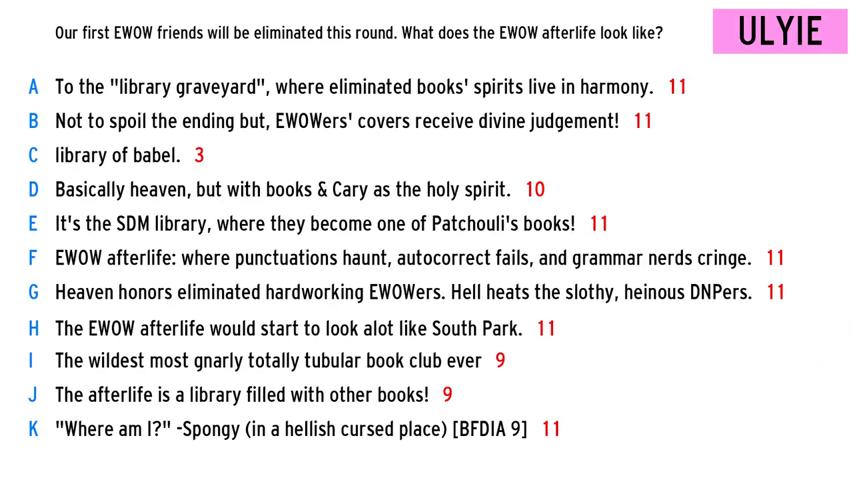 Our first EWOW friends will be eliminated this round. What does the EWOW afterlife look like?
ULYIE
A To the "library graveyard", where eliminated books' spirits live in harmony. 11
B Not to spoil the ending but, EWOWers' covers receive divine judgement! 11
C library of babel. 3
D Basically heaven, but with books & Cary as the holy spirit. 10
E It's the SDM library, where they become one of Patchouli's books! 11
F EWOW afterlife: where punctuations haunt, autocorrect fails, and grammar nerds cringe. 11
G Heaven honors eliminated hardworking EWOWers. Hell heats the slothy, heinous DNPers. 11
H The EWOW afterlife would start to look alot like South Park. 11
I The wildest most gnarly totally tubular book club ever 9
J The afterlife is a library filled with other books! 9
K "Where am I?" -Spongy (in a hellish cursed place) [BFDIA 9] 11